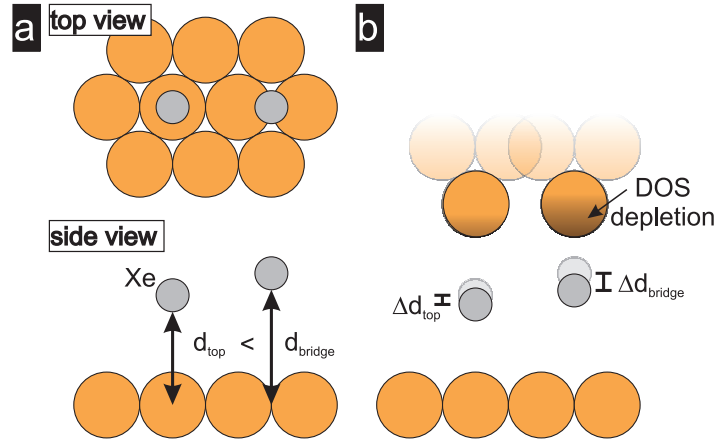 a
top view
side view
Xe
d_top < d_bridge
b
DOS
depletion
Δd_top
Δd_bridge